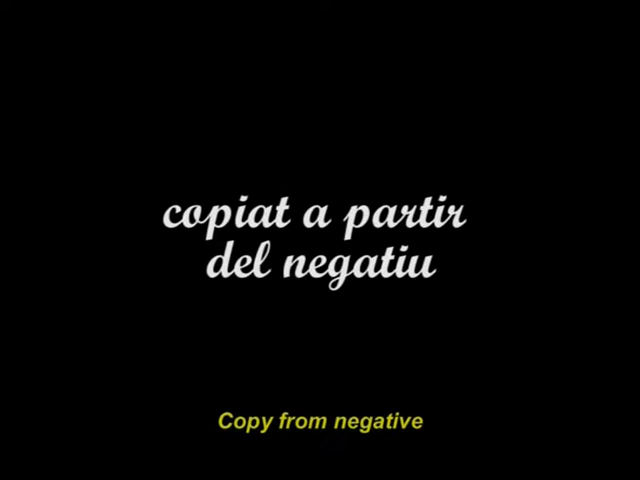 copiat a partir
del negatiu
Copy from negative